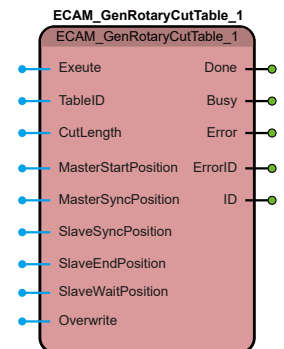 ECAM_GenRotaryCutTable_1
ECAM_GenRotaryCutTable_1
Exeute Done
TableID Busy
CutLength Error
MasterStartPosition ErrorID
MasterSyncPosition ID
SlaveSyncPosition
SlaveEndPosition
SlaveWaitPosition
Overwrite